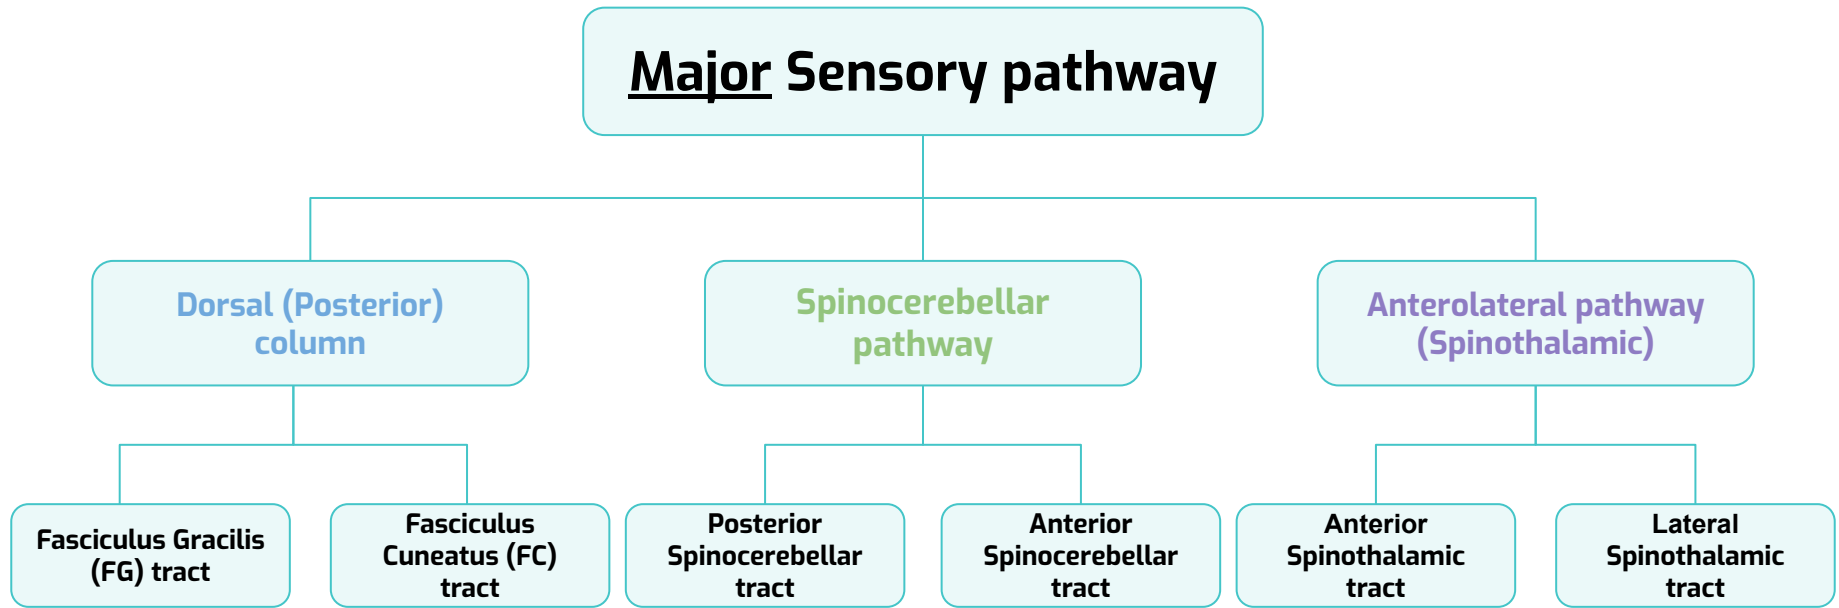 Major Sensory pathway
Dorsal (Posterior)
column
Spinocerebellar
pathway
Anterolateral pathway
(Spinothalamic)
Fasciculus Gracilis
(FG) tract
Fasciculus
Cuneatus (FC)
tract
Posterior
Spinocerebellar
tract
Anterior
Spinocerebellar
tract
Anterior
Spinothalamic
tract
Lateral
Spinothalamic
tract